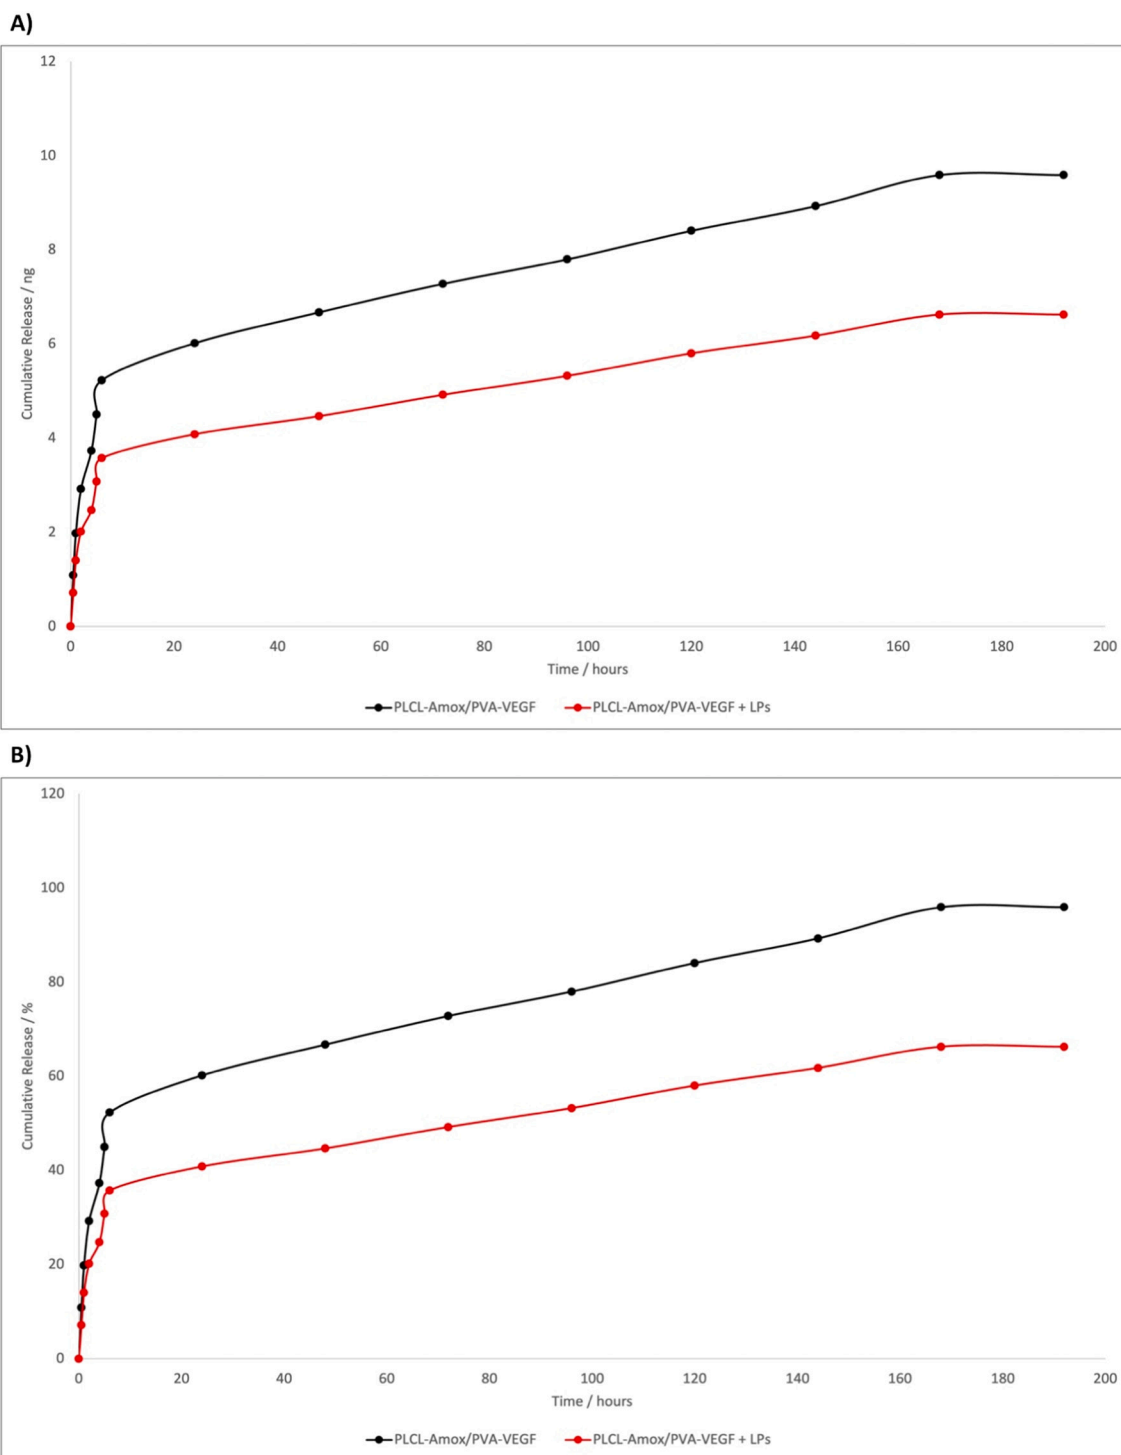 A)
12
10
8
6
4
2
0
Cumulative Release / ng
0 20 40 60 80 100 120 140 160 180 200
Time / hours
PLCL-Amox/PVA-VEGF PLCL-Amox/PVA-VEGF + LPs
B)
120
100
80
60
40
20
0
Cumulative Release / %
0 20 40 60 80 100 120 140 160 180 200
Time / hours
PLCL-Amox/PVA-VEGF PLCL-Amox/PVA-VEGF + LPs